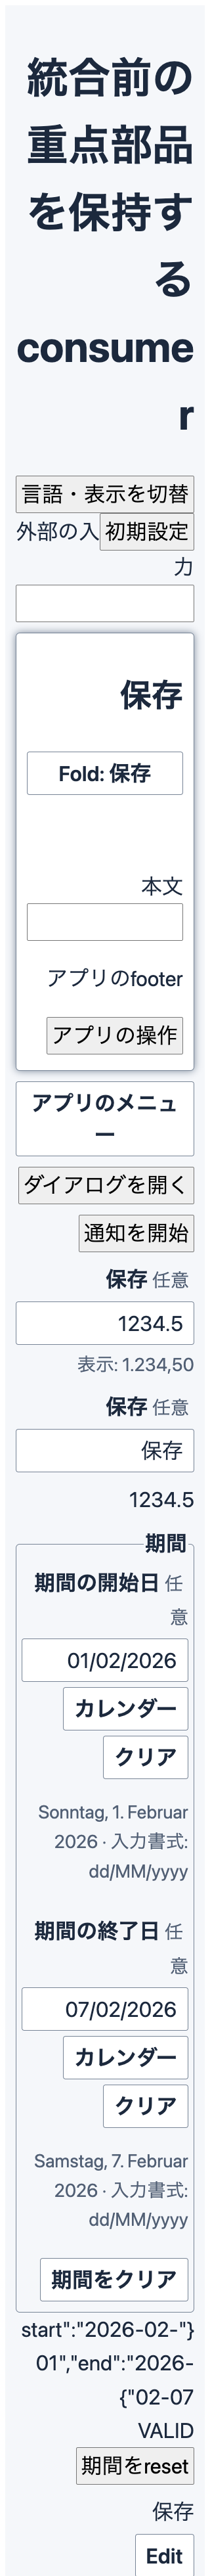 統合前の
重点部品
を保持す
る
consume
r
言語・表示を切替
外部の入 初期設定
力
保存
Fold: 保存
本文
アプリのfooter
アプリの操作
アプリのメニュ
ー
ダイアログを開く
通知を開始
保存 任意
1234.5
表示: 1.234,50
保存 任意
保存
1234.5
期間
期間の開始日 任
意
01/02/2026
カレンダー
クリア
Sonntag, 1. Februar
2026 · 入力書式:
dd/MM/yyyy
期間の終了日 任
意
07/02/2026
カレンダー
クリア
Samstag, 7. Februar
2026 · 入力書式:
dd/MM/yyyy
期間をクリア
start":"2026-02-"}
01","end":"2026-
{"02-07
VALID
期間をreset
保存
Edit